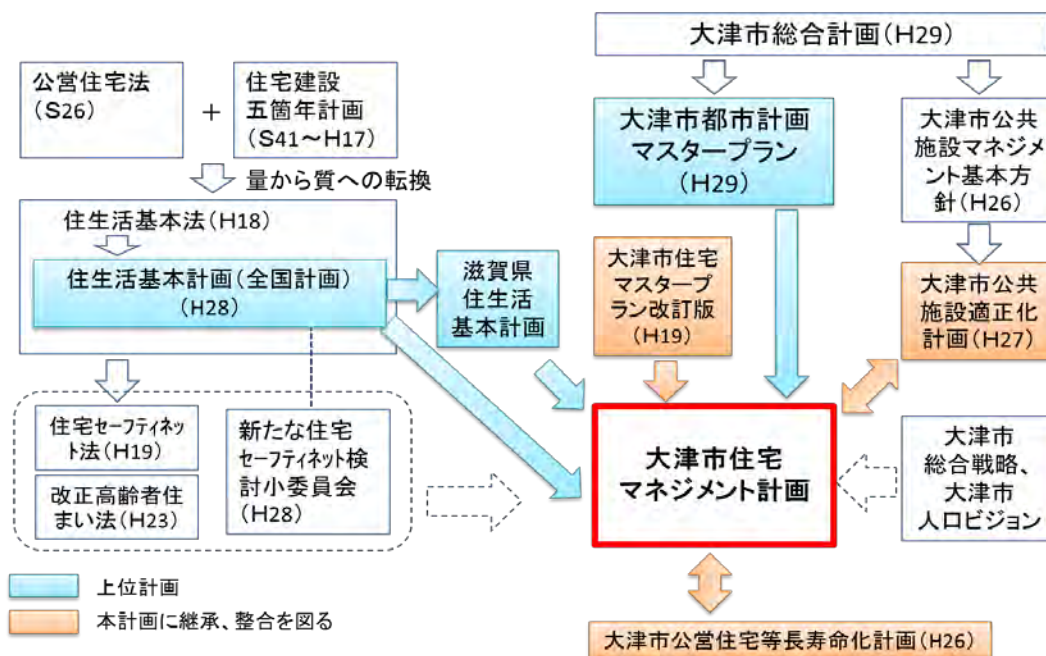 大津市総合計画(H29)
公営住宅法
(S26)
+
住宅建設
五箇年計画
(S41～H17)
量から質への転換
住生活基本法(H18)
住生活基本計画(全国計画)
(H28)
滋賀県
住生活
基本計画
大津市都市計画
マスタープラン
(H29)
大津市公共
施設マネジメ
ント基本方
針(H26)
大津市住宅
マスタープ
ラン改訂版
(H19)
大津市公共
施設適正化
計画(H27)
住宅ｾｰﾌﾃｨﾈｯ
ﾄ法(H19)
改正高齢者住
まい法(H23)
新たな住宅
ｾｰﾌﾃｨﾈｯﾄ検
討小委員会
(H28)
大津市住宅
マネジメント計画
大津市
総合戦略、
大津市
人口ビジョン
上位計画
本計画に継承、整合を図る
大津市公営住宅等長寿命化計画(H26)